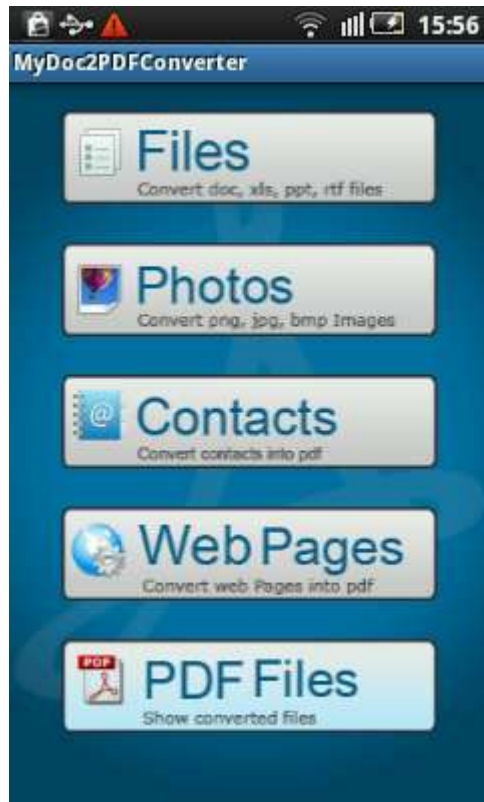 15:56
MyDoc2PDFConverter
Files
Convert doc, xls, ppt, rtf files
Photos
Convert png, jpg, bmp Images
@
Contacts
Convert contacts into pdf
Web Pages
Convert web Pages into pdf
PDF
PDF Files
Show converted files